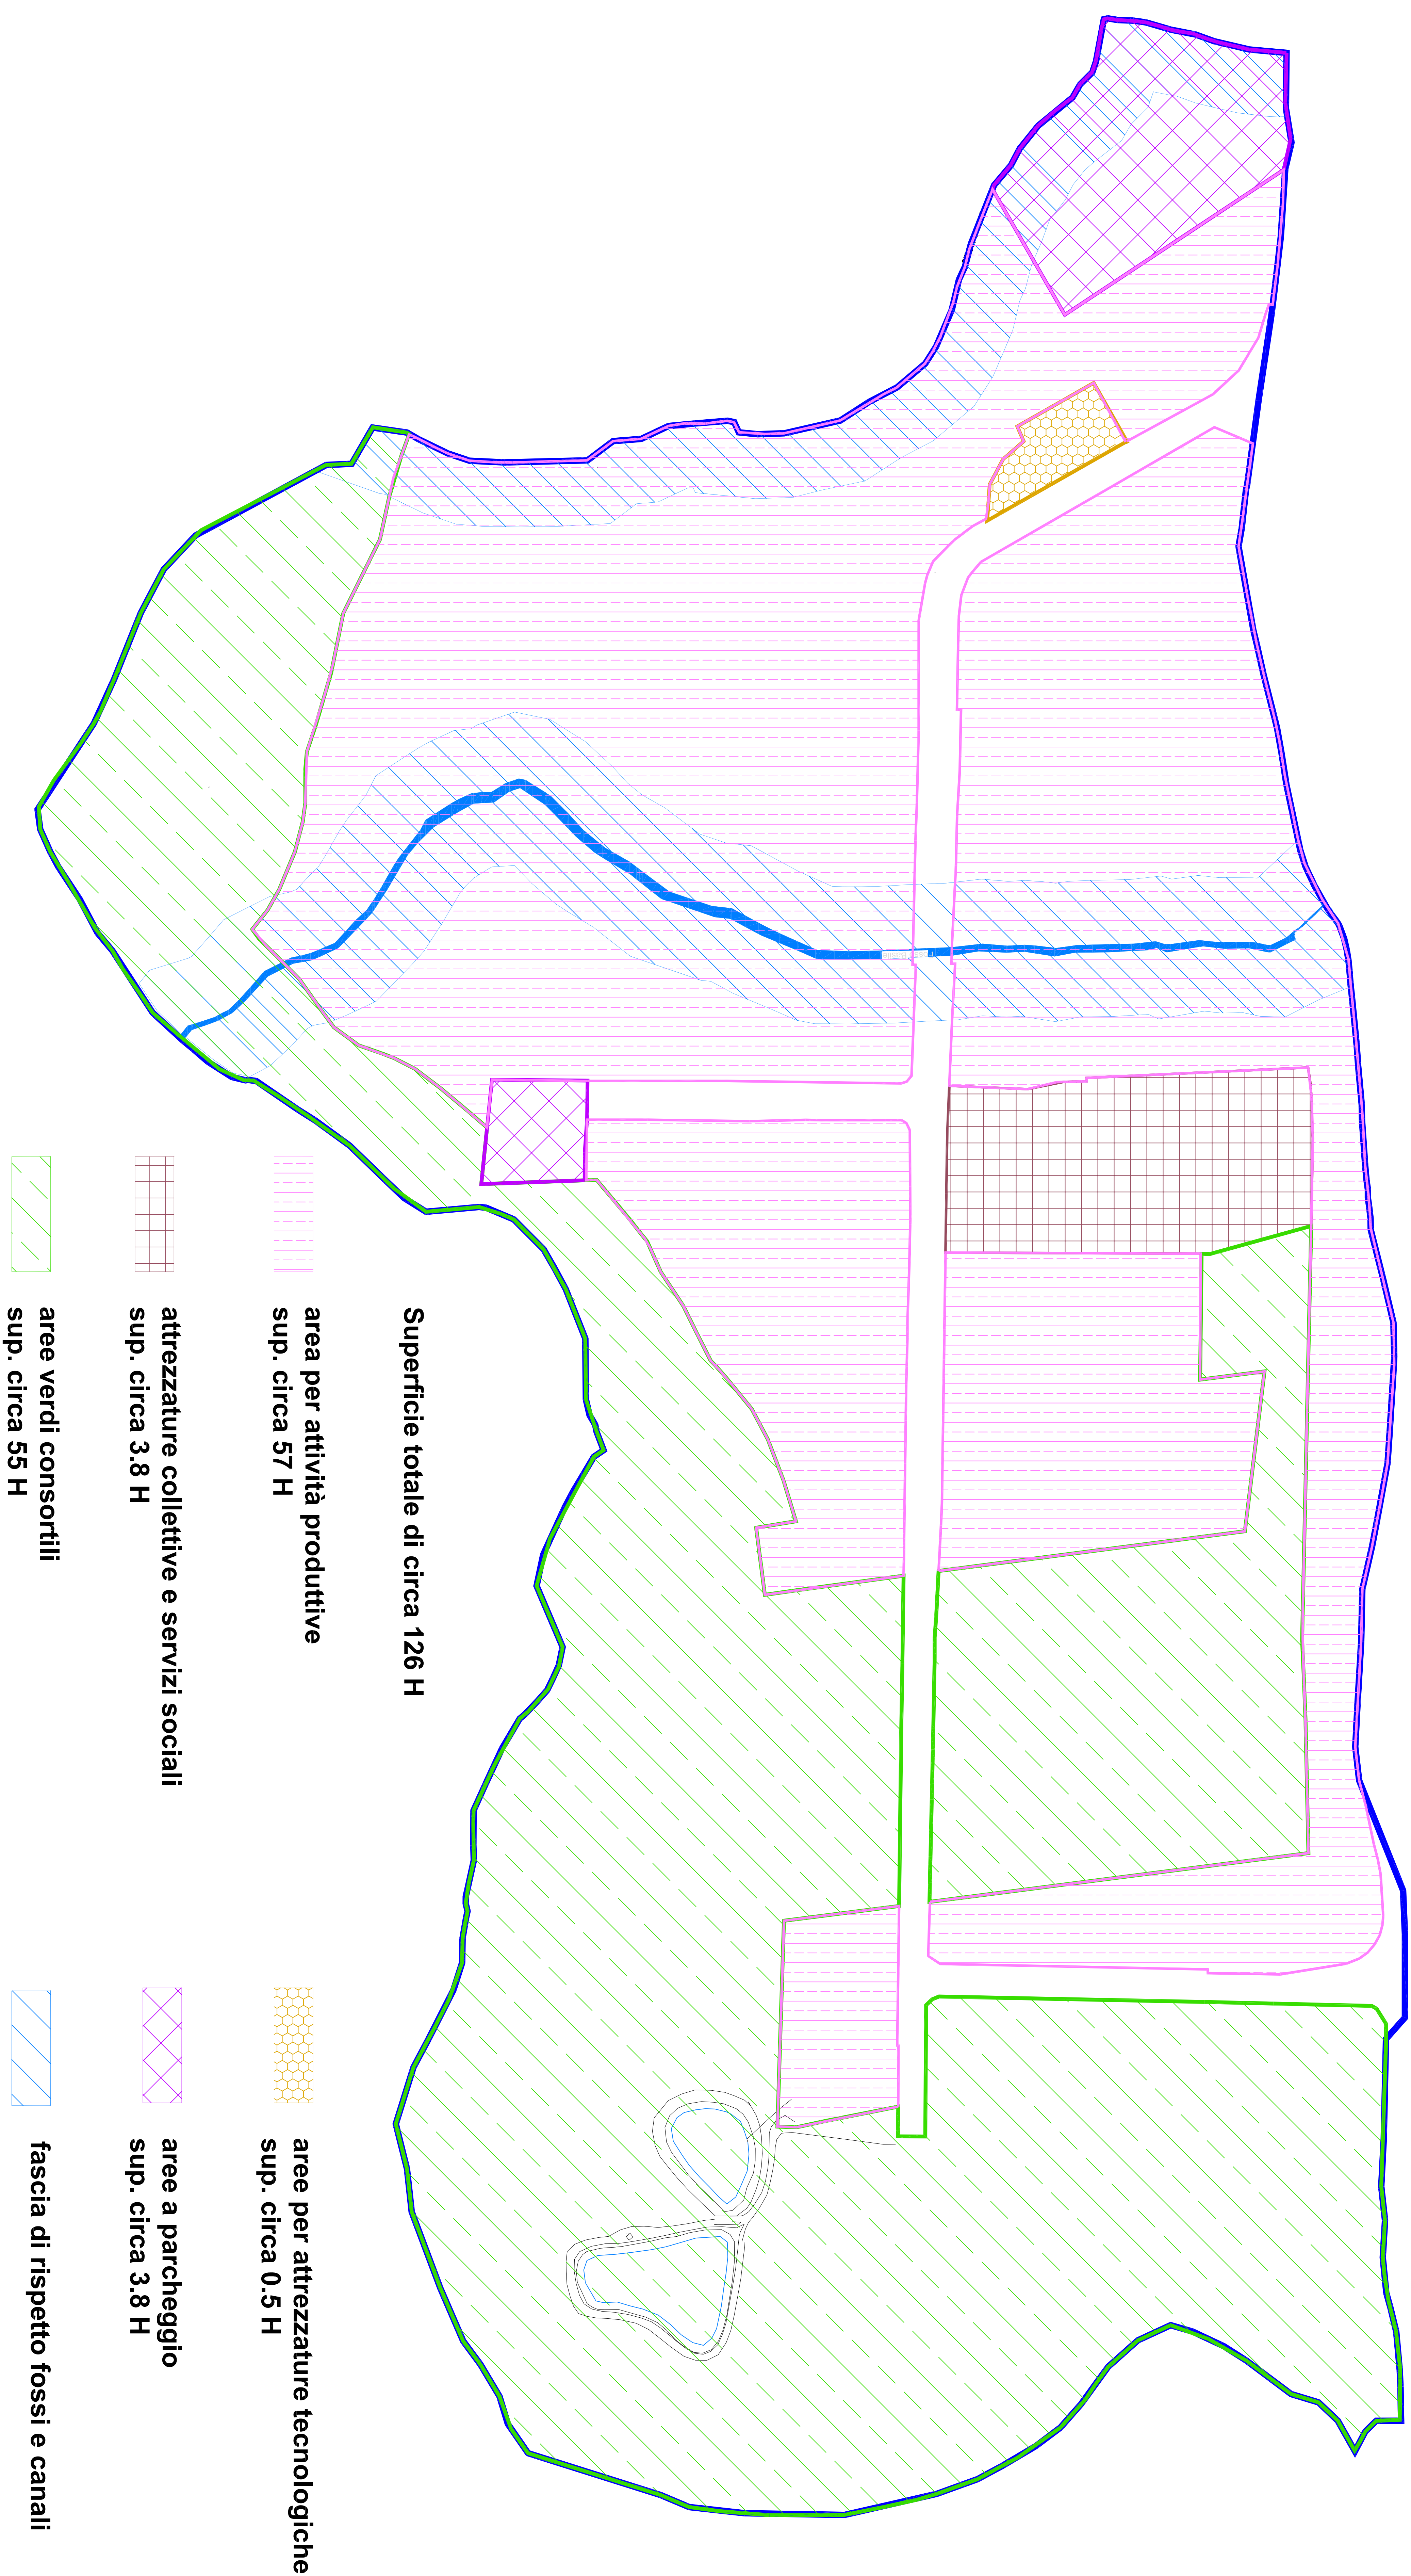 Superficie totale di circa 126 H
area per attività produttive
sup. circa 57 H
attrezzature collettive e servizi sociali
sup. circa 3.8 H
aree verdi consortili
sup. circa 55 H
aree per attrezzature tecnologiche
sup. circa 0.5 H
aree a parcheggio
sup. circa 3.8 H
fascia di rispetto fossi e canali